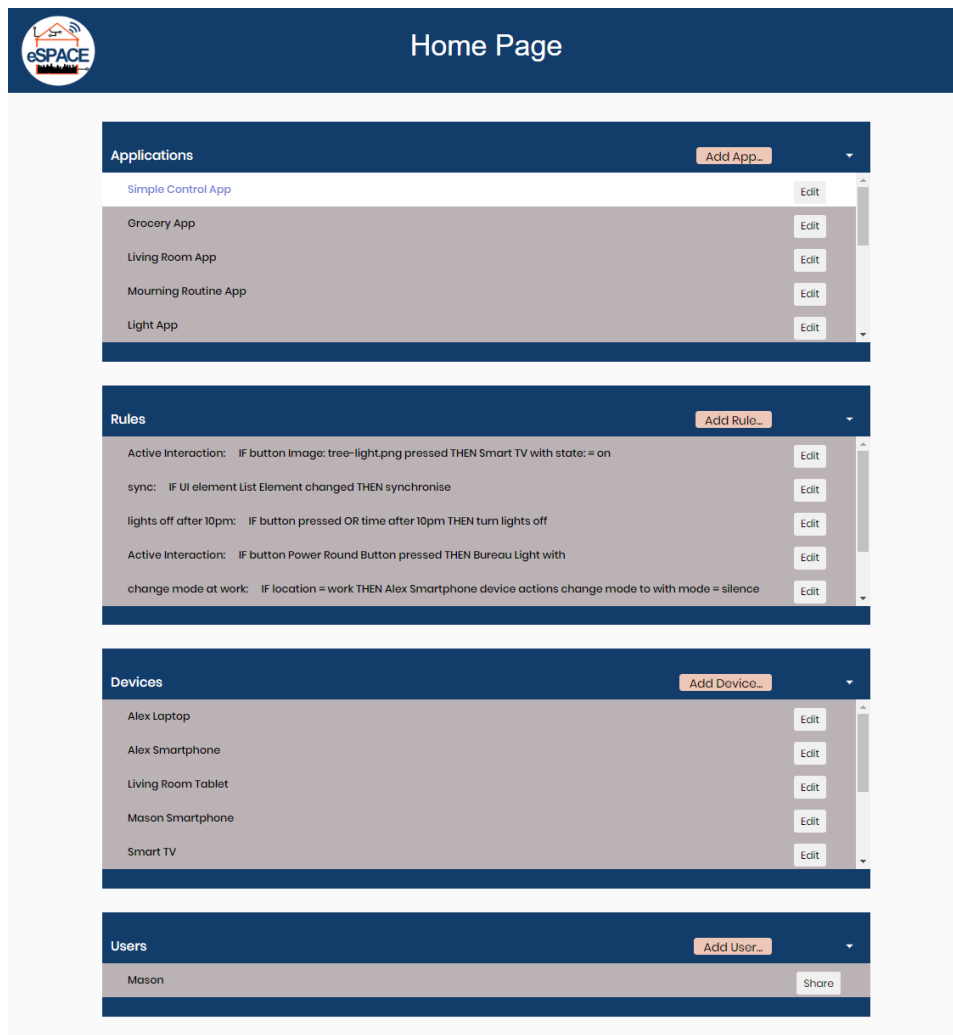 eSPACE
Home Page
Applications Add App...
Simple Control App Edit
Grocery App Edit
Living Room App Edit
Mourning Routine App Edit
Light App Edit
Rules Add Rule...
Active Interaction: IF button Image: tree-light.png pressed THEN Smart TV with state: = on Edit
sync: IF UI element List Element changed THEN synchronise Edit
lights off after 10pm: IF button pressed OR time after 10pm THEN turn lights off Edit
Active Interaction: IF button Power Round Button pressed THEN Bureau Light with Edit
change mode at work: IF location = work THEN Alex Smartphone device actions change mode to with mode = silence Edit
Devices Add Device...
Alex Laptop Edit
Alex Smartphone Edit
Living Room Tablet Edit
Mason Smartphone Edit
Smart TV Edit
Users Add User...
Mason Share